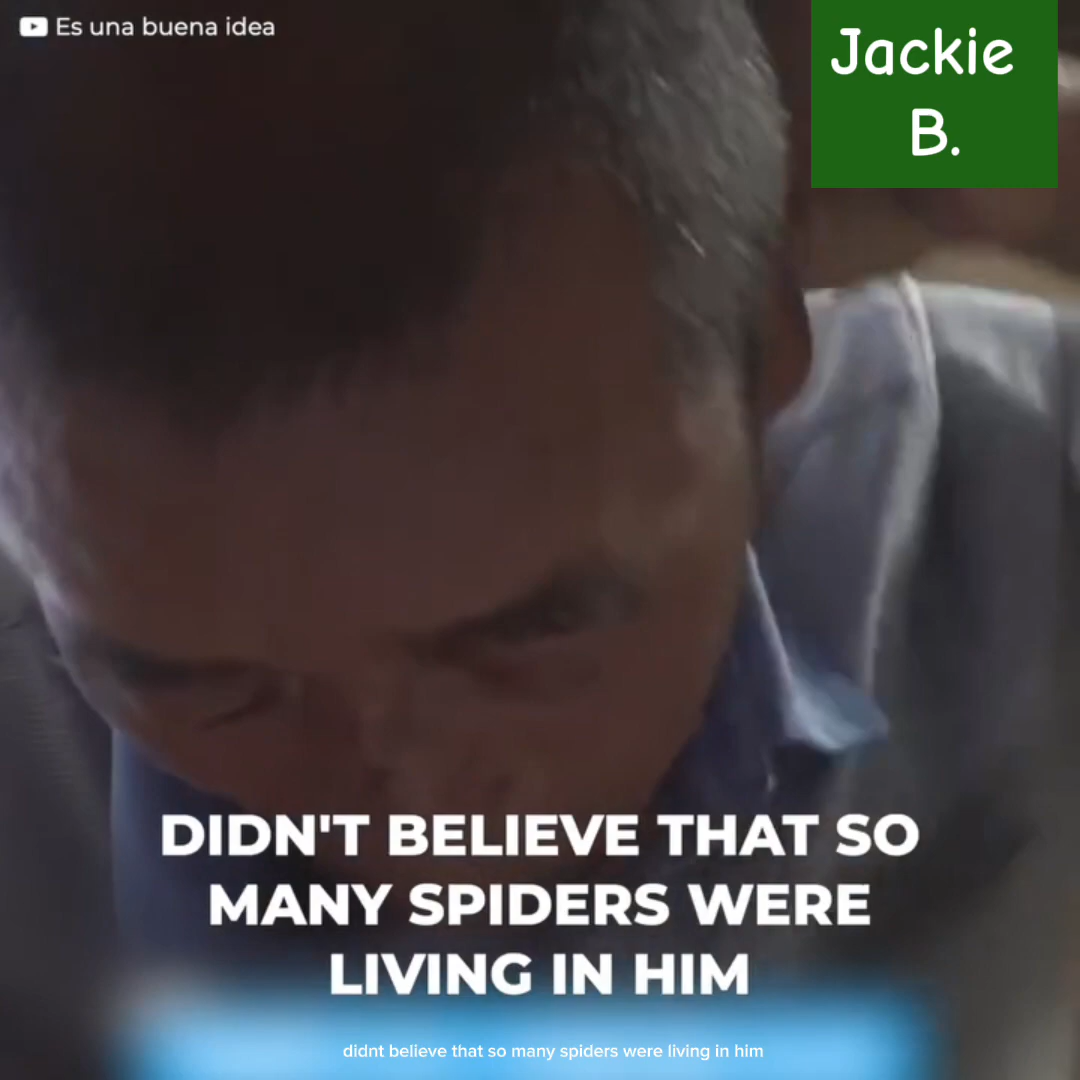 Es una buena idea
Jackie
B.
DIDN'T BELIEVE THAT SO
MANY SPIDERS WERE
LIVING IN HIM
didnt believe that so many spiders were living in him